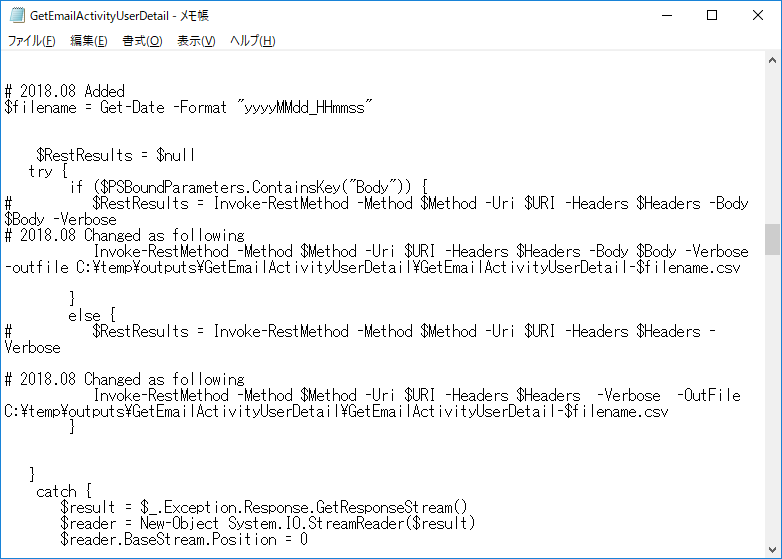 GetEmailActivityUserDetail - メモ帳
ファイル(F) 編集(E) 書式(O) 表示(V) ヘルプ(H)
# 2018.08 Added
$filename = Get-Date -Format "yyyyMMdd_HHmmss"
$RestResults = $null
try {
if ($PSBoundParameters.ContainsKey("Body")) {
# $RestResults = Invoke-RestMethod -Method $Method -Uri $URI -Headers $Headers -Body
$Body -Verbose
# 2018.08 Changed as following
Invoke-RestMethod -Method $Method -Uri $URI -Headers $Headers -Body $Body -Verbose
-outfile C:¥temp¥outputs¥GetEmailActivityUserDetail¥GetEmailActivityUserDetail-$filename.csv
}
else {
# $RestResults = Invoke-RestMethod -Method $Method -Uri $URI -Headers $Headers -
Verbose
# 2018.08 Changed as following
Invoke-RestMethod -Method $Method -Uri $URI -Headers $Headers  -Verbose  -OutFile
C:¥temp¥outputs¥GetEmailActivityUserDetail¥GetEmailActivityUserDetail-$filename.csv
}
}
catch {
$result = $_.Exception.Response.GetResponseStream()
$reader = New-Object System.IO.StreamReader($result)
$reader.BaseStream.Position = 0